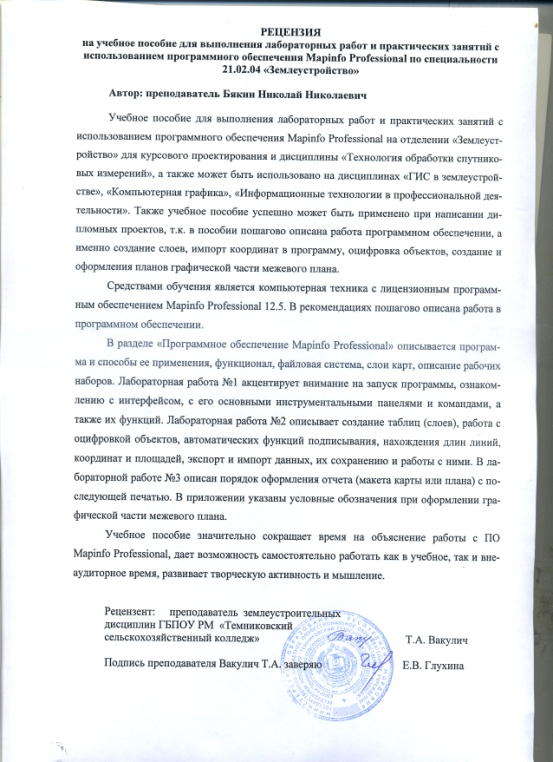 РЕЦЕНЗИЯ
на учебное пособие для выполнения лабораторных работ и практических занятий с
использованием программного обеспечения Mapinfo Professional по специальности
21.02.04 «Землеустройство»
Автор: преподаватель Бякин Николай Николаевич
Учебное пособие для выполнения лабораторных работ и практических занятий с
использованием программного обеспечения Mapinfo Professional на отделении «Землеуст-
ройство» для курсового проектирования и дисциплины «Технология обработки спутнико-
вых измерений», а также может быть использовано на дисциплинах «ГИС в землеустрой-
стве», «Компьютерная графика», «Информационные технологии в профессиональной дея-
тельности». Также учебное пособие успешно может быть применено при написании ди-
пломных проектов, т.к. в пособии пошагово описана работа программном обеспечении, а
именно создание слоев, импорт координат в программу, оцифровка объектов, создание и
оформления планов графической части межевого плана.
Средствами обучения является компьютерная техника с лицензионным программ-
ным обеспечением Mapinfo Professional 12.5. В рекомендациях пошагово описана работа в
программном обеспечении.
В разделе «Программное обеспечение Mapinfo Professional» описывается програм-
ма и способы ее применения, функционал, файловая система, слои карт, описание рабочих
наборов. Лабораторная работа №1 акцентирует внимание на запуск программы, ознаком-
лению с интерфейсом, с его основными инструментальными панелями и командами, а
также их функций. Лабораторная работа №2 описывает создание таблиц (слоев), работа с
оцифровкой объектов, автоматических функций подписывания, нахождения длин линий,
координат и площадей, экспорт и импорт данных, их сохранению и работы с ними. В ла-
бораторной работе №3 описан порядок оформления отчета (макета карты или плана) с по-
следующей печатью. В приложении указаны условные обозначения при оформлении гра-
фической части межевого плана.
Учебное пособие значительно сокращает время на объяснение работы с ПО
Mapinfo Professional, дает возможность самостоятельно работать как в учебное, так и вне-
аудиторное время, развивает творческую активность и мышление.
Рецензент: преподаватель землеустроительных
дисциплин ГБПОУ РМ «Темниковский
сельскохозяйственный колледж» Т.А. Вакулич
Подпись преподавателя Вакулич Т.А. заверяю Е.В. Глухина